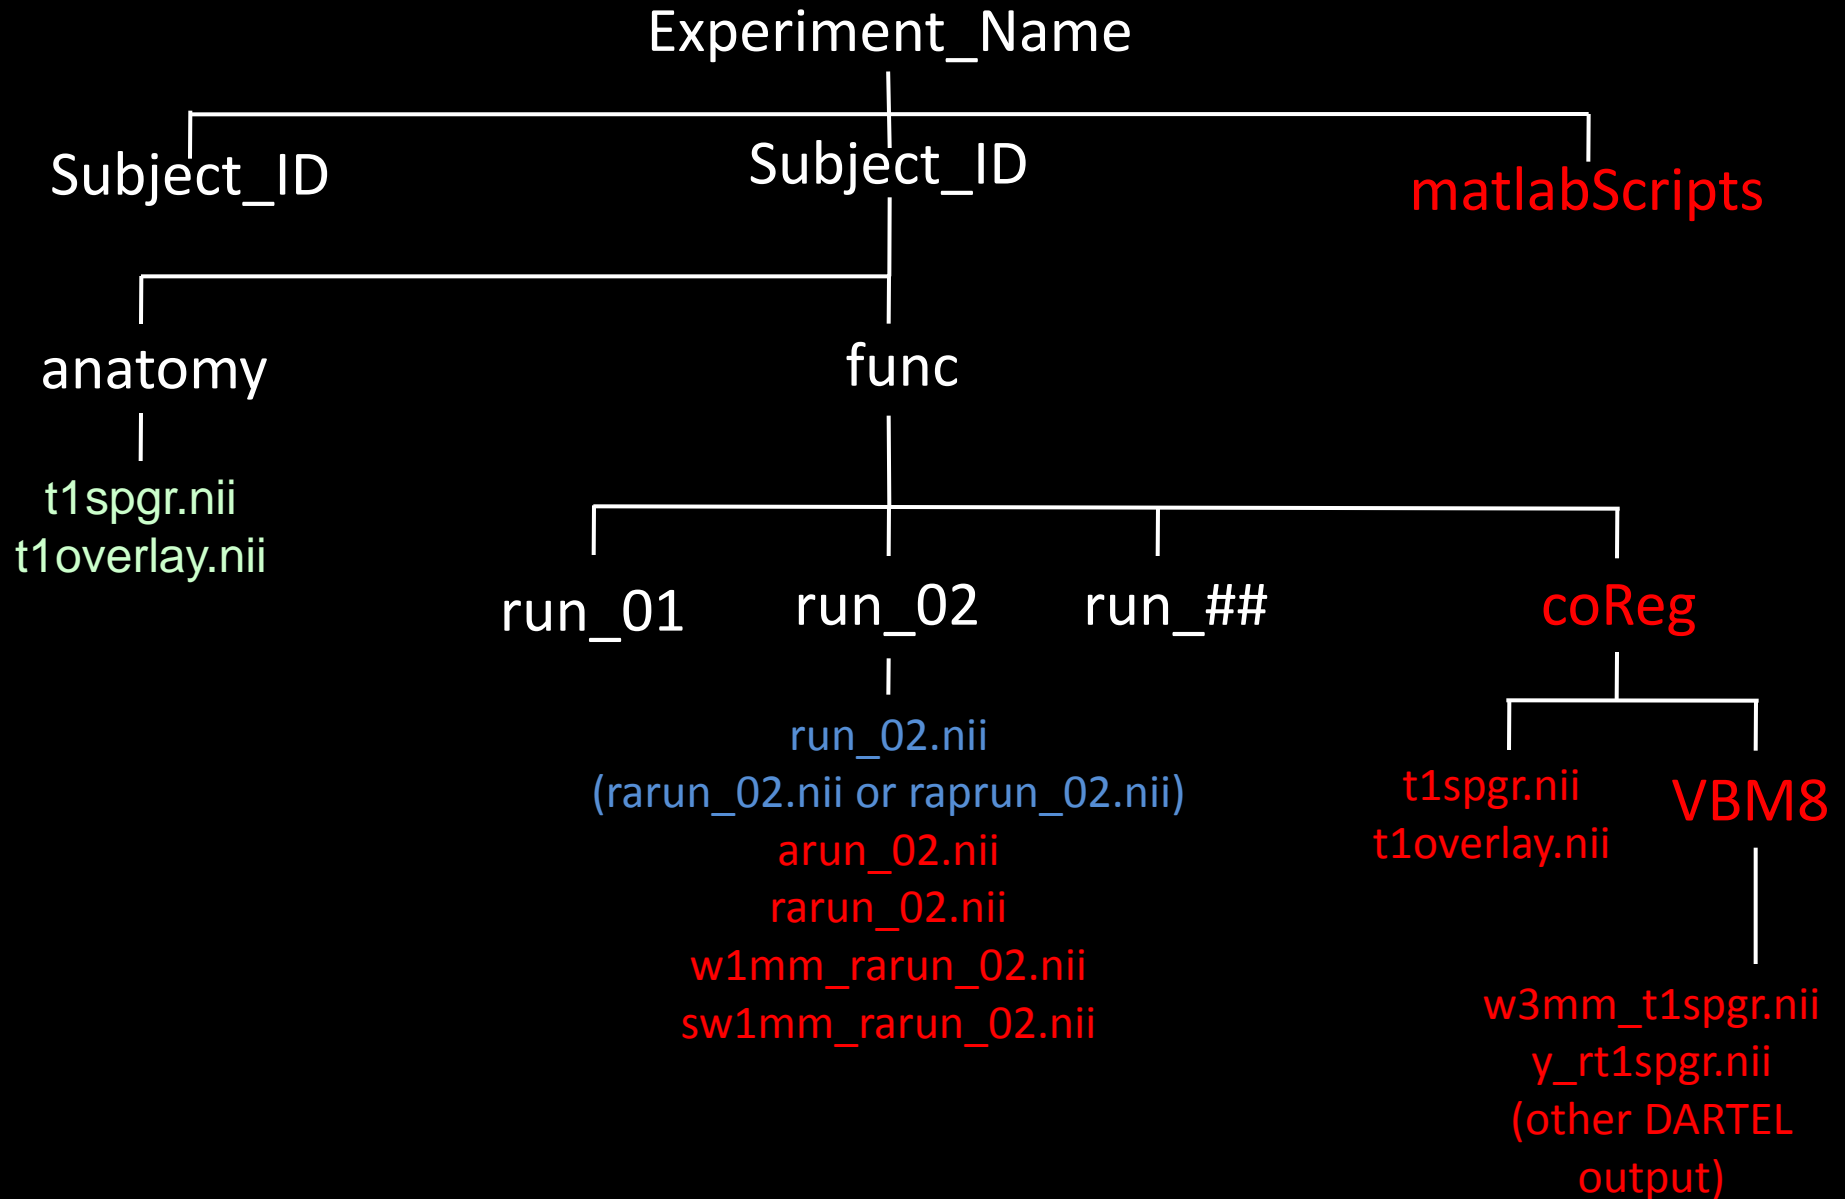 Experiment_Name
Subject_ID
Subject_ID
matlabScripts
anatomy
func
t1spgr.nii
t1overlay.nii
run_01
run_02
run_##
coReg
run_02.nii
(rarun_02.nii or raprun_02.nii)
arun_02.nii
rarun_02.nii
w1mm_rarun_02.nii
sw1mm_rarun_02.nii
t1spgr.nii
t1overlay.nii
VBM8
w3mm_t1spgr.nii
y_rt1spgr.nii
(other DARTEL
output)